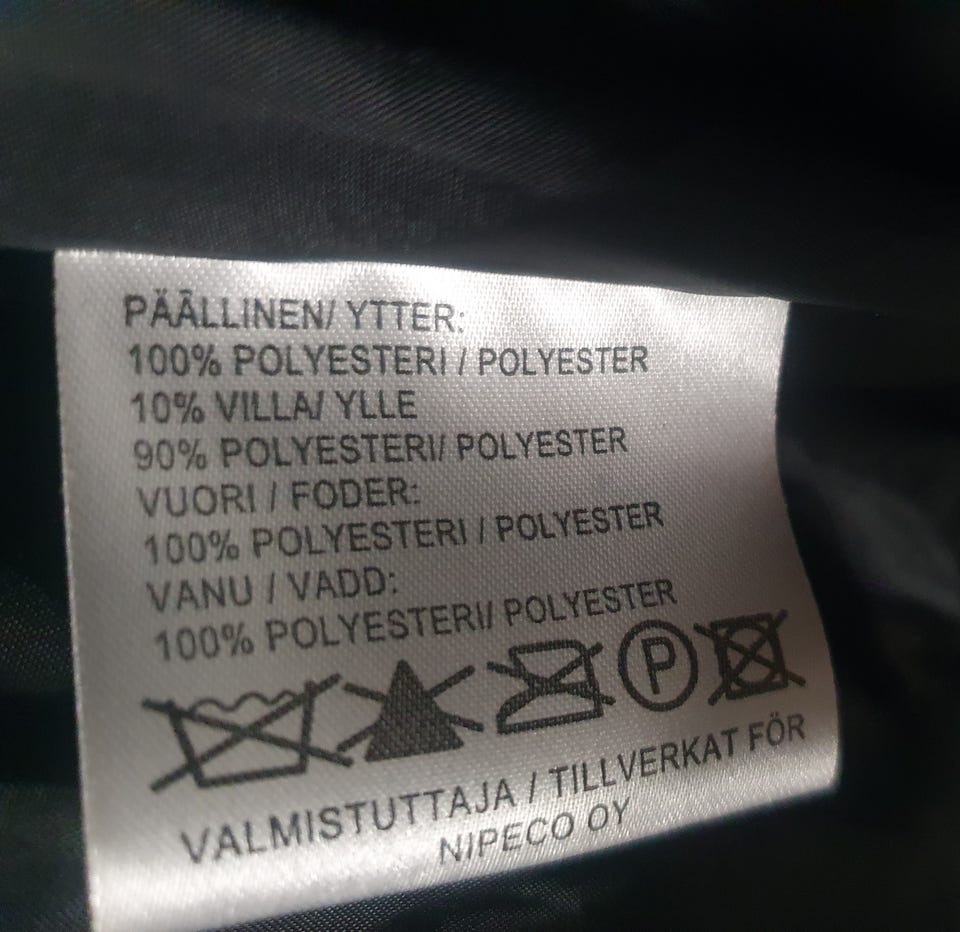 PÄÄLLINEN/ YTTER:
100% POLYESTERI / POLYESTER
10% VILLA/ YLLE
90% POLYESTERI/ POLYESTER
VUORI / FODER:
100% POLYESTERI / POLYESTER
VANU / VADD:
100% POLYESTERI/ POLYESTER
P
VALMISTUTTAJA / TILLVERKAT FÖR
NIPECO OY